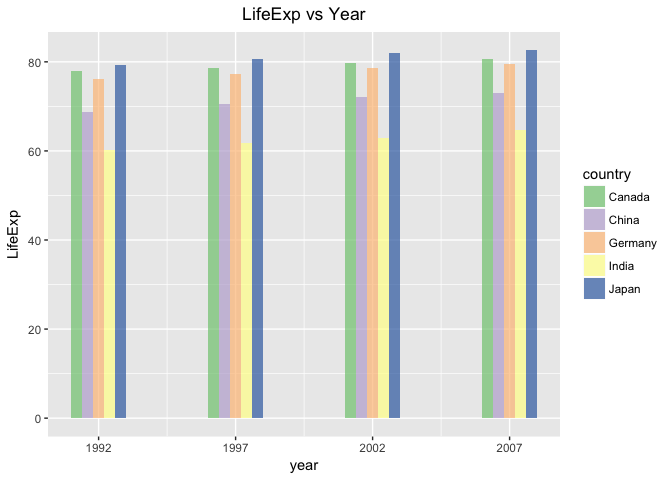 LifeExp vs Year
LifeExp
80
60
40
20
0
1992 1997 2002 2007
year
country
Canada
China
Germany
India
Japan